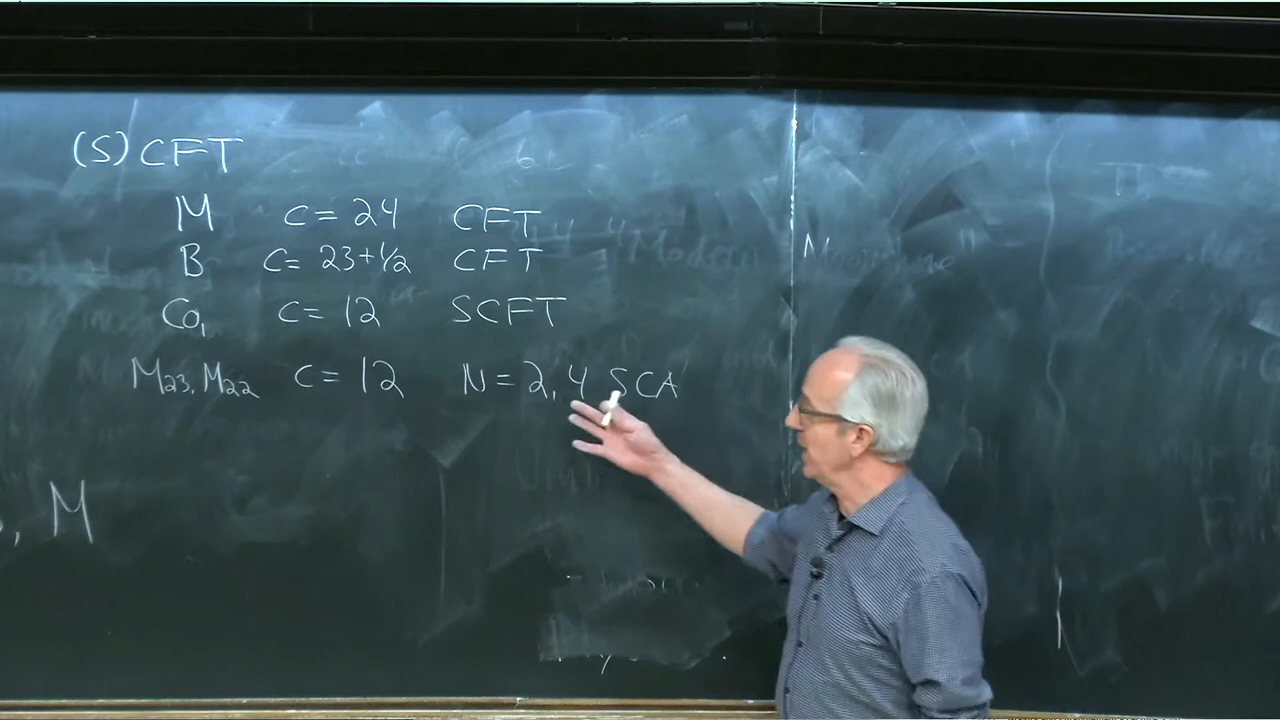 (S) CFT
M c = 24 CFT
B c = 23+1/2 CFT
Co₁ c = 12 SCFT
M₂₃, M₂₂ c = 12 N = 2, 4 SCA
, M